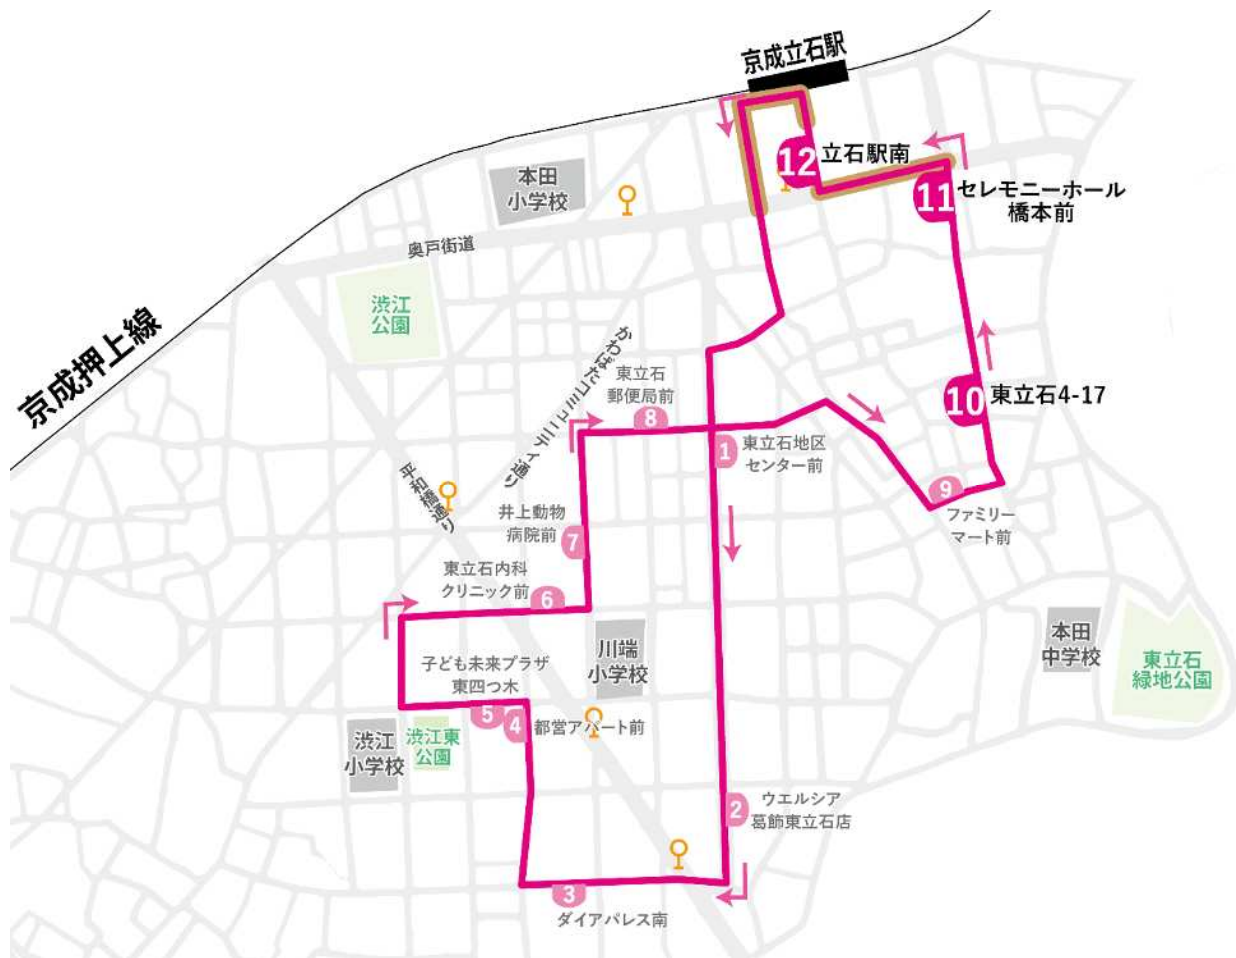 京成立石駅
12
立石駅南
11
セレモニーホール
橋本前
本田
小学校
奥戸街道
渋江
公園
京成押上線
かわばたコミュニティ通り
東立石
郵便局前
8
10
東立石4-17
1
東立石地区
センター前
平和橋通り
9
ファミリー
マート前
井上動物
病院前
7
東立石内科
クリニック前
6
川端
小学校
本田
中学校
東立石
緑地公園
子ども未来プラザ
東四つ木
5
4
都営アパート前
渋江
小学校
渋江東
公園
2
ウエルシア
葛飾東立石店
3
ダイアパレス南